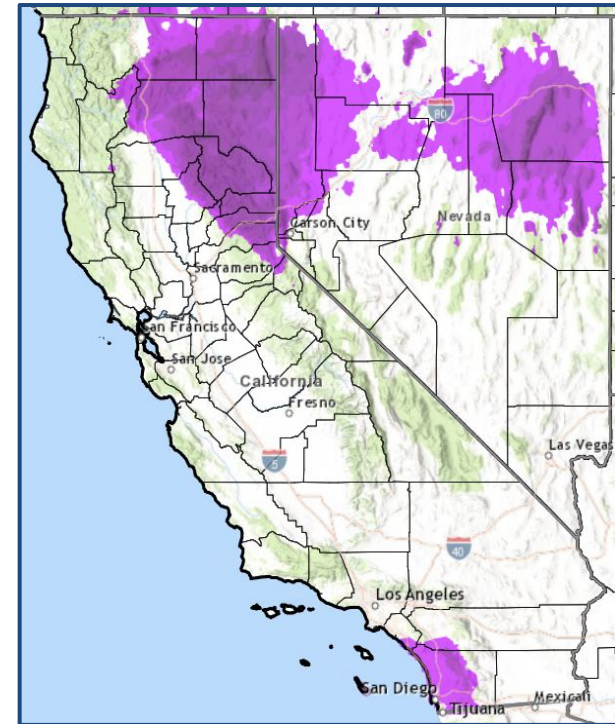 80
Carson City
Nevada
Sacramento
San Francisco
San Jose
California
Fresno
Las Vegas
5
40
Los Angeles
San Diego
Tijuana
Mexicali